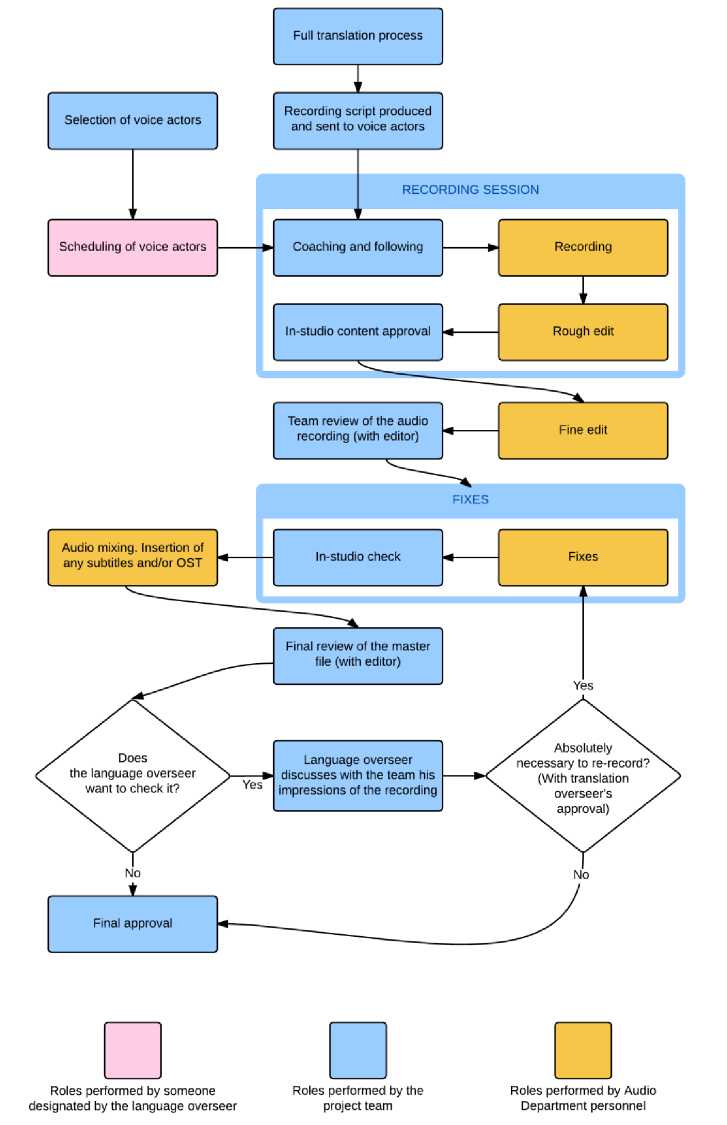 Full translation process
Selection of voice actors
Recording script produced
and sent to voice actors
RECORDING SESSION
Scheduling of voice actors
Coaching and following
Recording
In-studio content approval
Rough edit
Team review of the audio
recording (with editor)
Fine edit
FIXES
Audio mixing. Insertion of
any subtitles and/or OST
In-studio check
Fixes
Final review of the master
file (with editor)
Yes
Does
the language overseer
want to check it?
Yes
Language overseer
discusses with the team his
impressions of the recording
Absolutely
necessary to re-record?
(With translation
overseer's
approval)
No
No
Final approval
Roles performed by someone
designated by the language overseer
Roles performed by the
project team
Roles performed by Audio
Department personnel